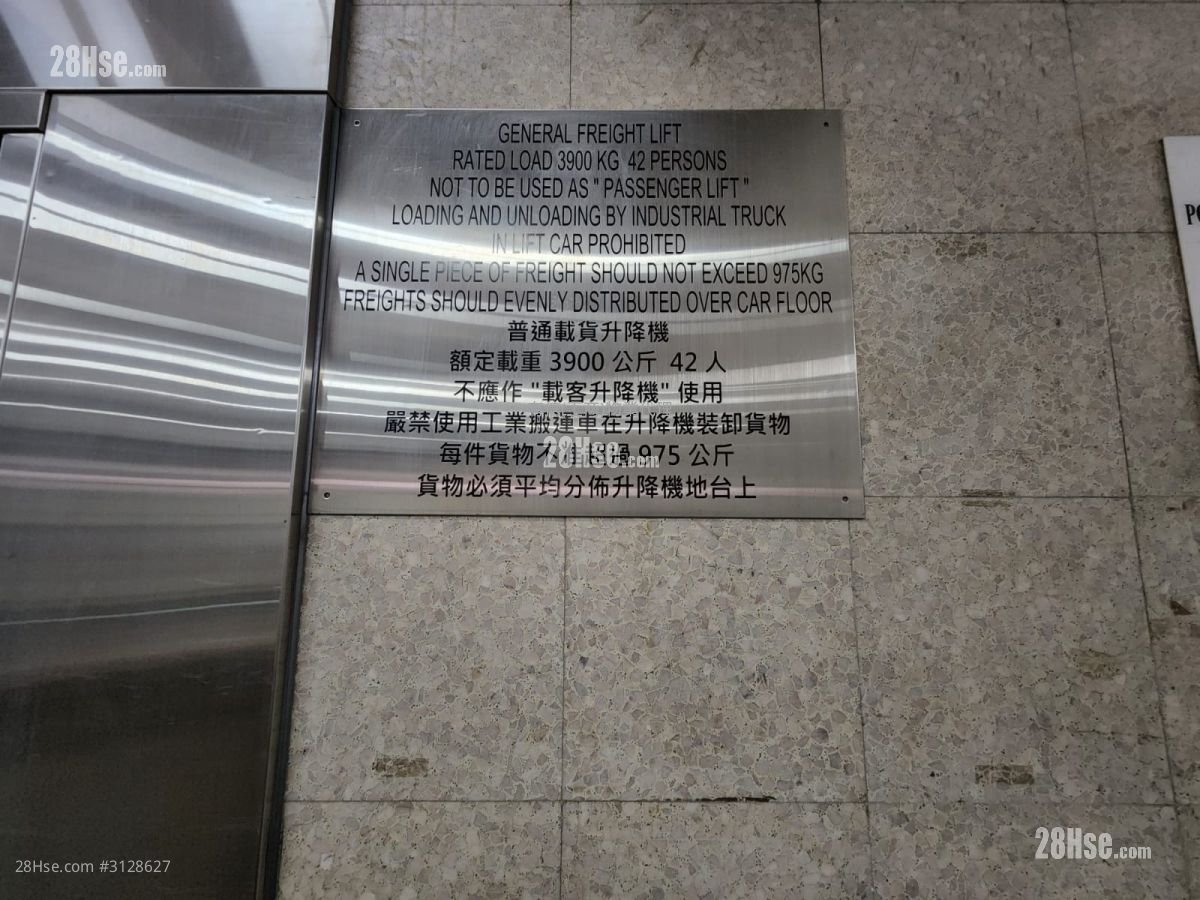 28Hse.com
GENERAL FREIGHT LIFT
RATED LOAD 3900 KG 42 PERSONS
NOT TO BE USED AS " PASSENGER LIFT "
LOADING AND UNLOADING BY INDUSTRIAL TRUCK
IN LIFT CAR PROHIBITED
A SINGLE PIECE OF FREIGHT SHOULD NOT EXCEED 975KG
FREIGHTS SHOULD EVENLY DISTRIBUTED OVER CAR FLOOR
普通載貨升降機
額定載重 3900 公斤 42 人
不應作 "載客升降機" 使用
嚴禁使用工業搬運車在升降機裝卸貨物
每件貨物不 超過 975 公斤
28Hse.com
貨物必須平均分佈升降機地台上
28Hse.com
28Hse.com #3128627